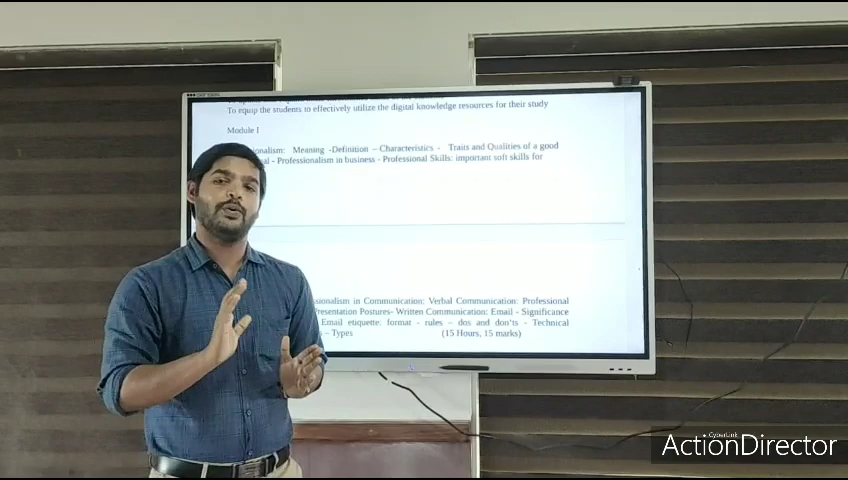 To equip the students to effectively utilize the digital knowledge resources for their study
Module I
onalism: Meaning -Definition – Characteristics - Traits and Qualities of a good
al - Professionalism in business - Professional Skills: important soft skills for
ssionalism in Communication: Verbal Communication: Professional
Presentation Postures- Written Communication: Email - Significance
Email etiquette: format - rules – dos and don'ts - Technical
– Types (15 Hours, 15 marks)
CyberLink
ActionDirector